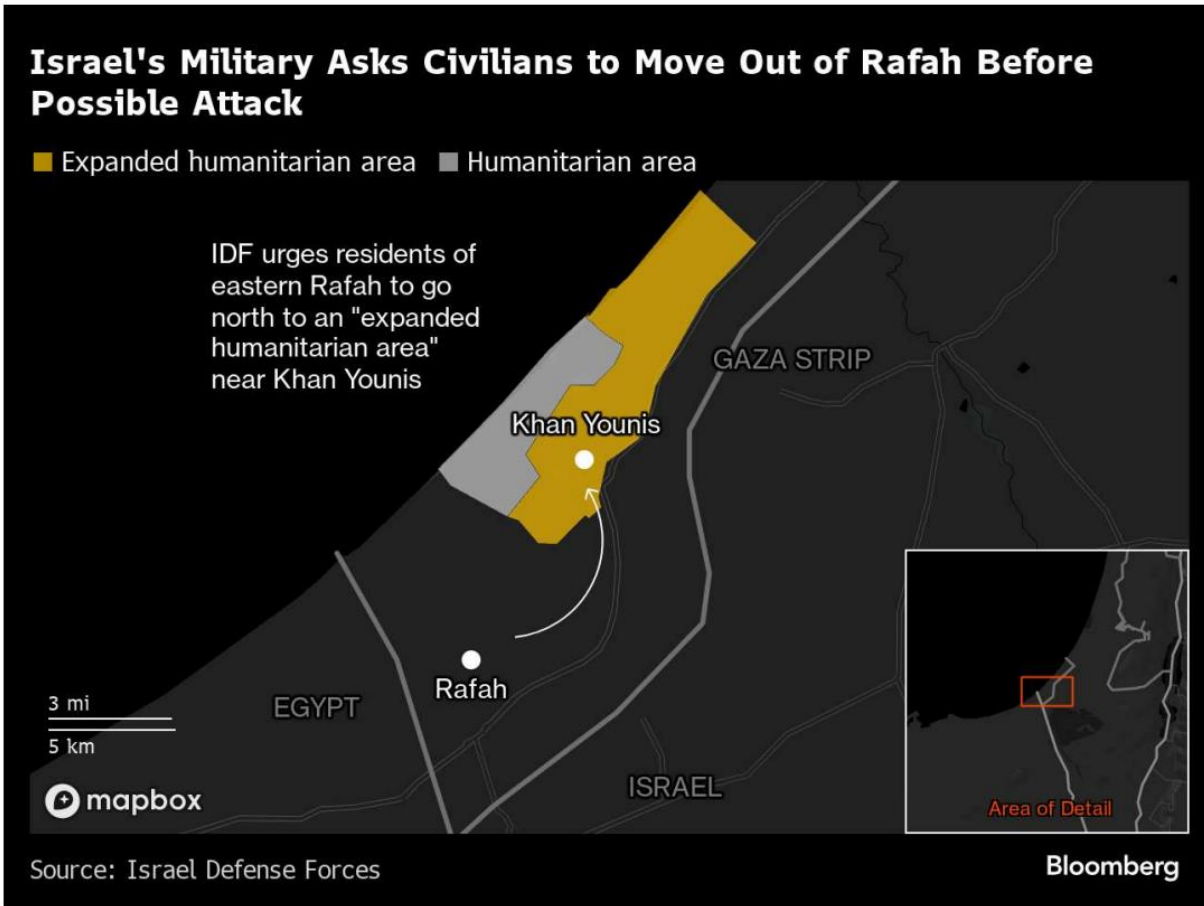 Israel's Military Asks Civilians to Move Out of Rafah Before
Possible Attack
Expanded humanitarian area Humanitarian area
IDF urges residents of
eastern Rafah to go
north to an "expanded
humanitarian area"
near Khan Younis
GAZA STRIP
Khan Younis
Rafah
EGYPT
3 mi
5 km
ISRAEL
mapbox
Area of Detail
Source: Israel Defense Forces
Bloomberg